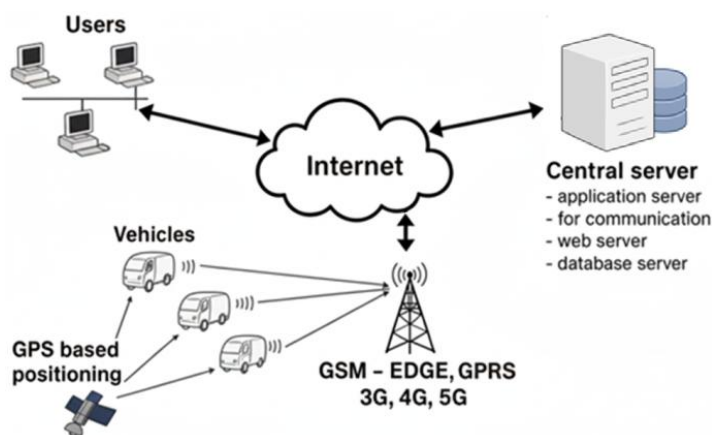 Users
Internet
Central server
- application server
- for communication
- web server
- database server
Vehicles
GPS based
positioning
GSM – EDGE, GPRS
3G, 4G, 5G